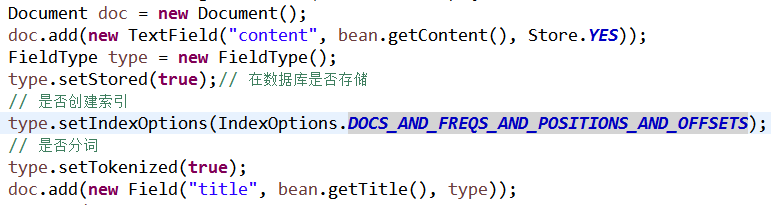 Document doc = new Document();
doc.add(new TextField("content", bean.getContent(), Store.YES));
FieldType type = new FieldType();
type.setStored(true);// 在数据库是否存储
// 是否创建索引
type.setIndexOptions(IndexOptions.DOCS_AND_FREQS_AND_POSITIONS_AND_OFFSETS);
// 是否分词
type.setTokenized(true);
doc.add(new Field("title", bean.getTitle(), type));